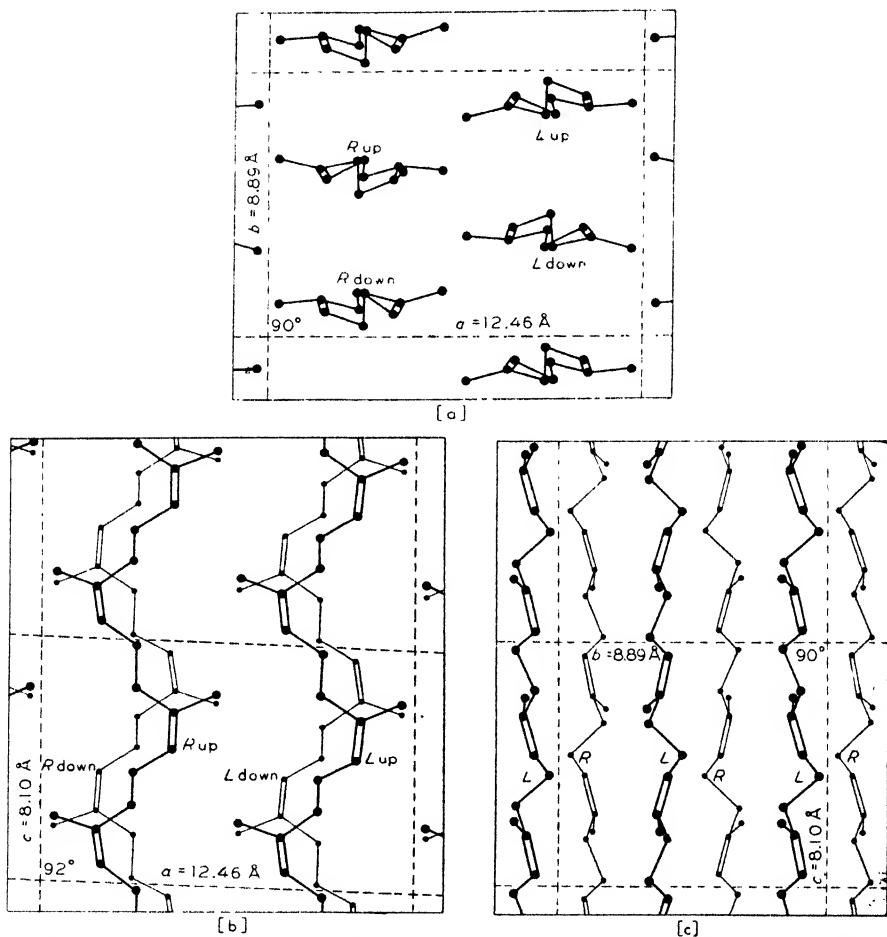 b = 8.89 Å
R up
L up
R down
L down
90°
a = 12.46 Å
[a]
R down
R up
L down
L up
c = 8.10 Å
92°
a = 12.46 Å
[b]
b = 8.89 Å
90°
L
R
L
R
L
R
c = 8.10 Å
[c]